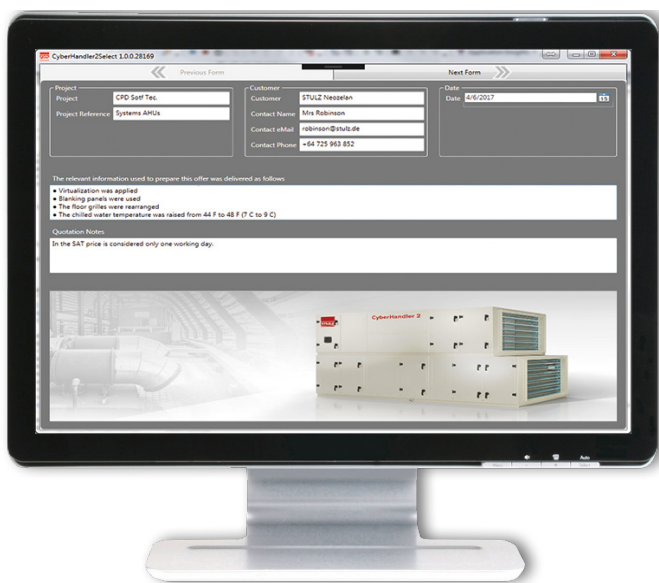 CyberHandler2Select 1.0.0.28169
Previous Form
Next Form
Project
Project CPD Sotf Tec.
Project Reference Systems AHUs
Customer
Customer STULZ Neozelan
Contact Name Mrs Robinson
Contact eMail robinson@stulz.de
Contact Phone +64 725 963 852
Date
Date 4/6/2017
15
The relevant information used to prepare this offer was delivered as follows
• Virtualization was applied
• Blanking panels were used
• The floor grilles were rearranged
• The chilled water temperature was raised from 44 F to 48 F (7 C to 9 C)
Quotation Notes
In the SAT price is considered only one working day.
STULZ
CyberHandler 2
Auto